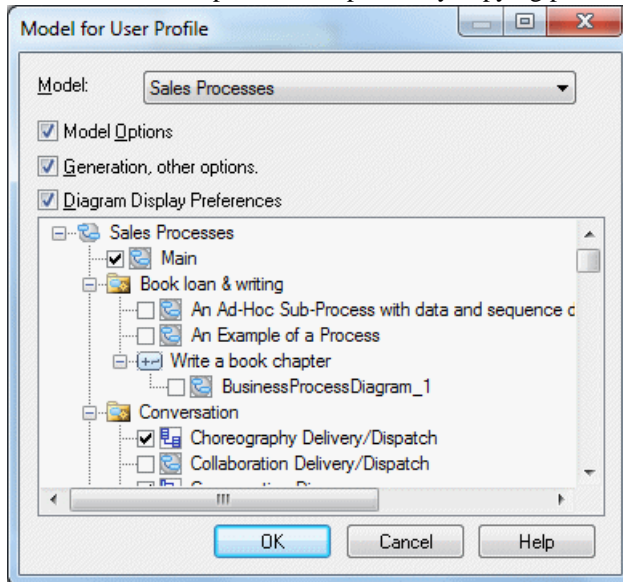 Model for User Profile
Model: Sales Processes
Model Options
Generation, other options.
Diagram Display Preferences
Sales Processes
Main
Book loan & writing
An Ad-Hoc Sub-Process with data and sequence d
An Example of a Process
Write a book chapter
BusinessProcessDiagram_1
Conversation
Choreography Delivery/Dispatch
Collaboration Delivery/Dispatch
OK Cancel Help